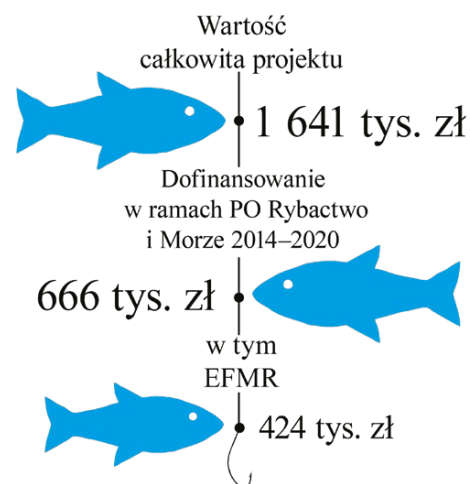 Wartość
całkowita projektu
1 641 tys. zł
Dofinansowanie
w ramach PO Rybactwo
i Morze 2014–2020
666 tys. zł
w tym
EFMR
424 tys. zł